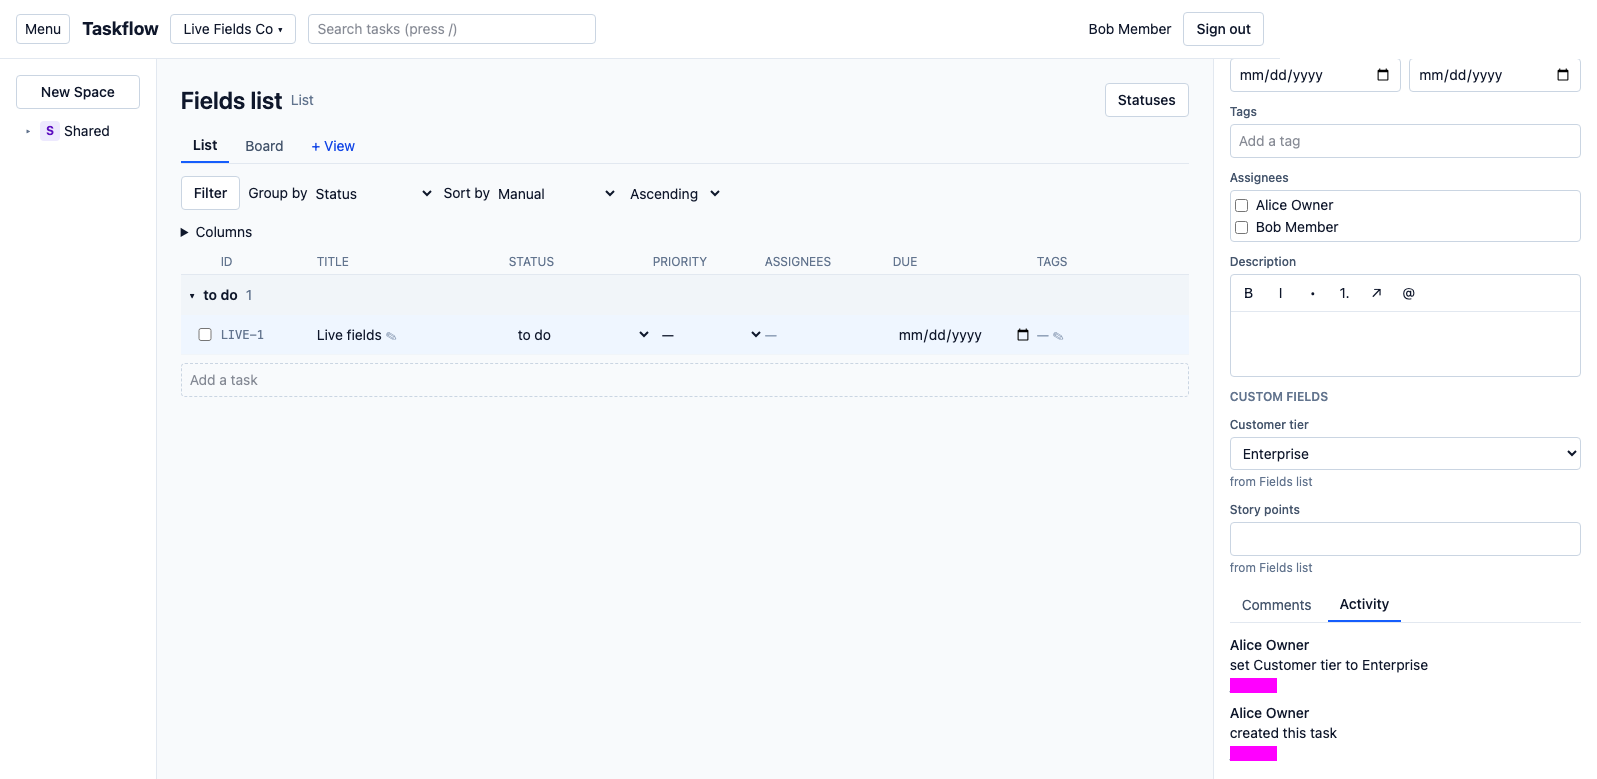 Menu Taskflow Live Fields Co ▾ Search tasks (press /) Bob Member Sign out
New Space
▸ S Shared
Fields list List Statuses
List Board + View
Filter Group by Status Sort by Manual Ascending
▶ Columns
ID TITLE STATUS PRIORITY ASSIGNEES DUE TAGS
▾ to do 1
LIVE-1 Live fields ✎ to do — — mm/dd/yyyy — ✎
Add a task
mm/dd/yyyy mm/dd/yyyy
Tags
Add a tag
Assignees
Alice Owner
Bob Member
Description
B I • 1. ↗ @
CUSTOM FIELDS
Customer tier
Enterprise
from Fields list
Story points
from Fields list
Comments Activity
Alice Owner
set Customer tier to Enterprise
Alice Owner
created this task